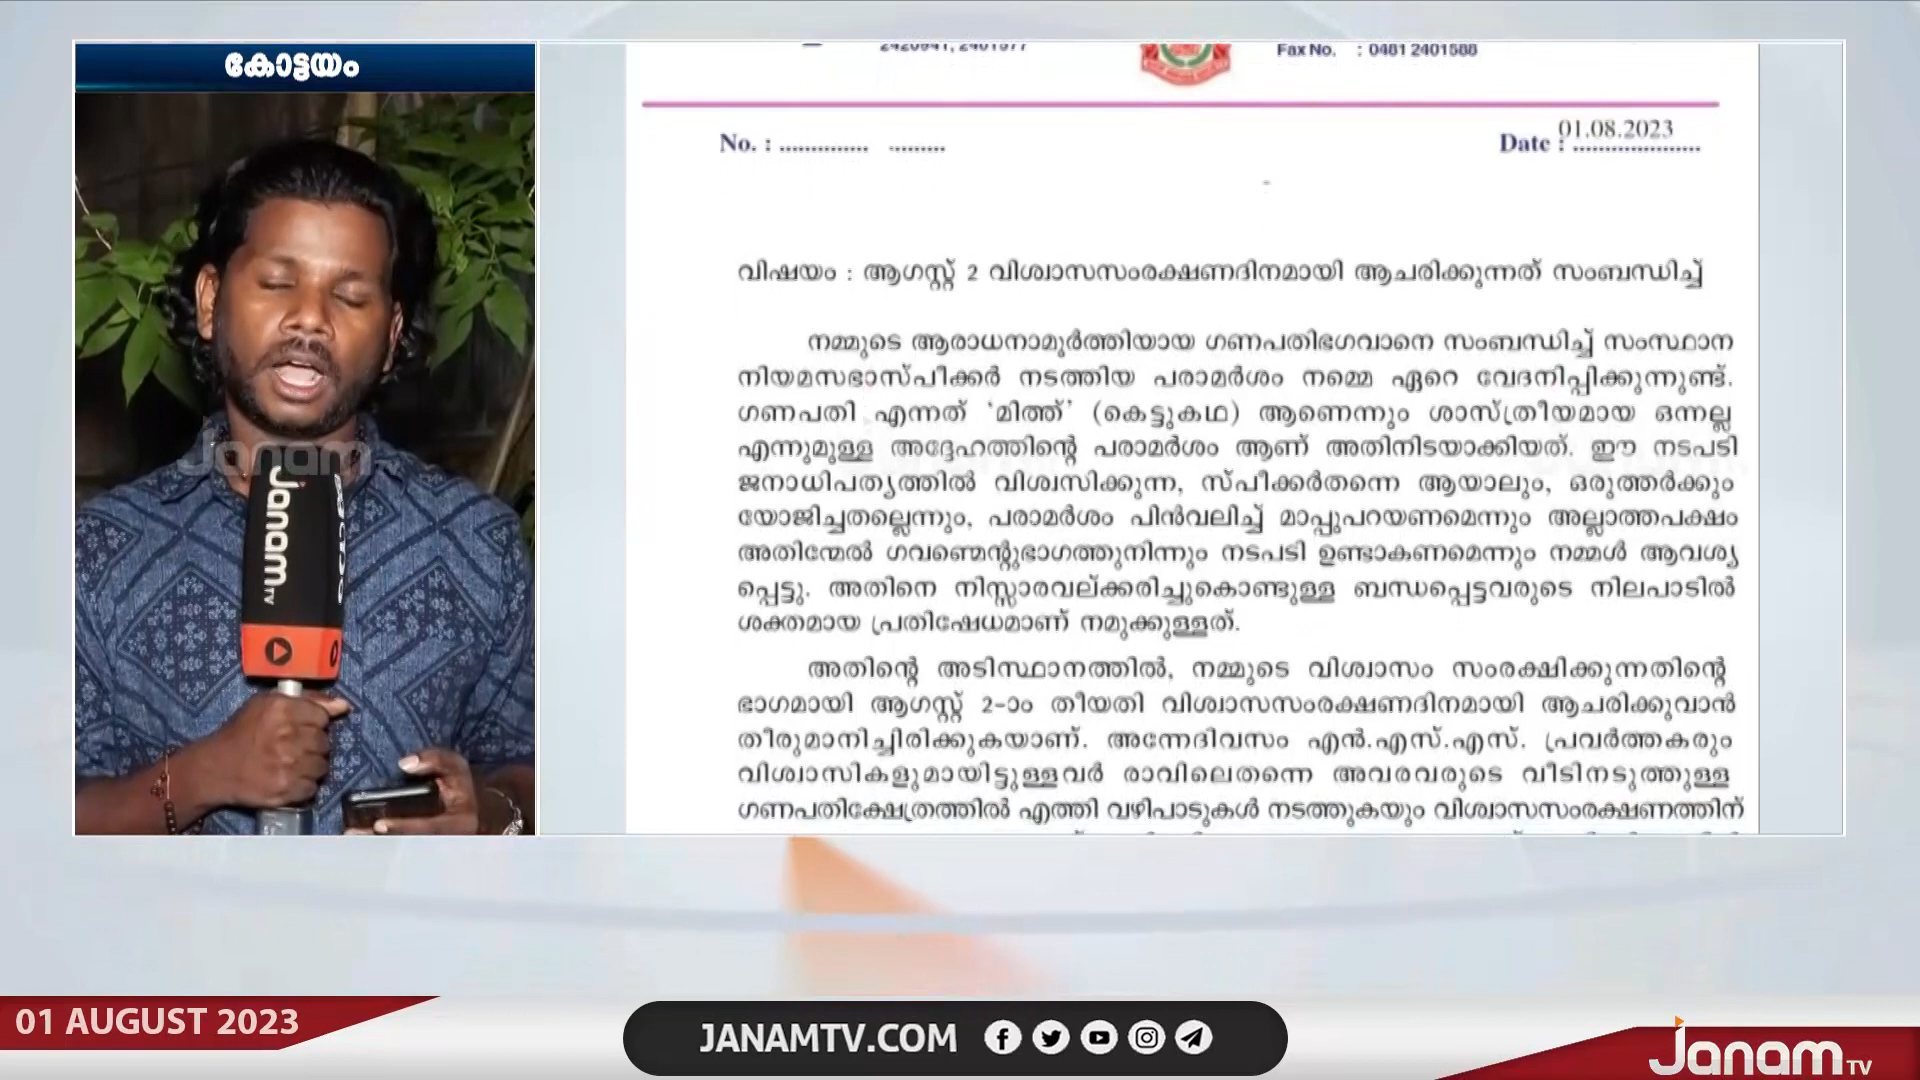 കോട്ടയം
2401577
Fax No. : 0481 2401588
No. : .............. .........
Date : 01.08.2023
വിഷയം : ആഗസ്റ്റ് 2 വിശ്വാസസംരക്ഷണദിനമായി ആചരിക്കുന്നത് സംബന്ധിച്ച്
നമ്മുടെ ആരാധനാമൂർത്തിയായ ഗണപതിഭഗവാനെ സംബന്ധിച്ച് സംസ്ഥാന
നിയമസഭാസ്പീക്കർ നടത്തിയ പരാമർശം നമ്മെ ഏറെ വേദനിപ്പിക്കുന്നുണ്ട്.
ഗണപതി എന്നത് ‘മിത്ത്’ (കെട്ടുകഥ) ആണെന്നും ശാസ്ത്രീയമായ ഒന്നല്ല
എന്നുമുള്ള അദ്ദേഹത്തിന്റെ പരാമർശം ആണ് അതിനിടയാക്കിയത്. ഈ നടപടി
ജനാധിപത്യത്തിൽ വിശ്വസിക്കുന്ന, സ്പീക്കർതന്നെ ആയാലും, ഒരുത്തർക്കും
യോജിച്ചതല്ലെന്നും, പരാമർശം പിൻവലിച്ച് മാപ്പുപറയണമെന്നും അല്ലാത്തപക്ഷം
അതിന്മേൽ ഗവണ്മെന്റുഭാഗത്തുനിന്നും നടപടി ഉണ്ടാകണമെന്നും നമ്മൾ ആവശ്യ
പ്പെട്ടു. അതിനെ നിസ്സാരവല്ക്കരിച്ചുകൊണ്ടുള്ള ബന്ധപ്പെട്ടവരുടെ നിലപാടിൽ
ശക്തമായ പ്രതിഷേധമാണ് നമുക്കുള്ളത്.
അതിന്റെ അടിസ്ഥാനത്തിൽ, നമ്മുടെ വിശ്വാസം സംരക്ഷിക്കുന്നതിന്റെ
ഭാഗമായി ആഗസ്റ്റ് 2-ാം തീയതി വിശ്വാസസംരക്ഷണദിനമായി ആചരിക്കുവാൻ
തീരുമാനിച്ചിരിക്കുകയാണ്. അന്നേദിവസം എൻ.എസ്.എസ്. പ്രവർത്തകരും
വിശ്വാസികളുമായിട്ടുള്ളവർ രാവിലെതന്നെ അവരവരുടെ വീടിനടുത്തുള്ള
ഗണപതിക്ഷേത്രത്തിൽ എത്തി വഴിപാടുകൾ നടത്തുകയും വിശ്വാസസംരക്ഷണത്തിന്
Janam
Janam TV
01 AUGUST 2023
JANAMTV.COM
Janam TV